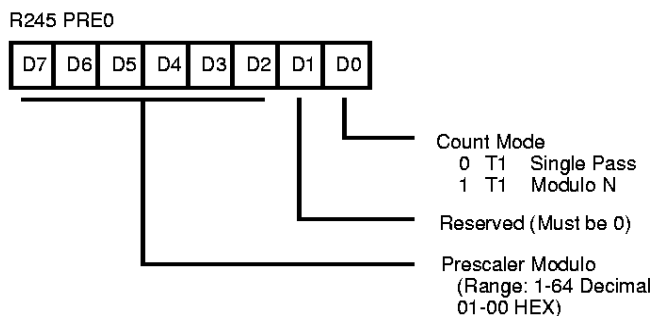 R245 PRE0
D7 D6 D5 D4 D3 D2 D1 D0
Count Mode
0 T1 Single Pass
1 T1 Modulo N
Reserved (Must be 0)
Prescaler Modulo
(Range: 1-64 Decimal
01-00 HEX)